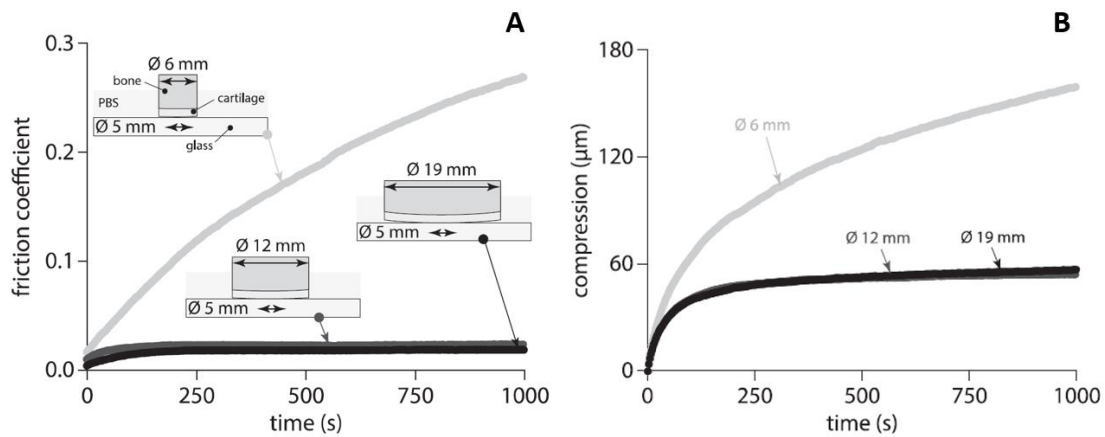 A
friction coefficient
0.3
0.2
0.1
0.0
0
250
500
750
1000
time (s)
Ø 6 mm
bone
PBS
cartilage
Ø 5 mm
glass
Ø 19 mm
Ø 5 mm
Ø 12 mm
Ø 5 mm
B
compression (µm)
180
120
60
0
0
250
500
750
1000
time (s)
Ø 6 mm
Ø 12 mm
Ø 19 mm